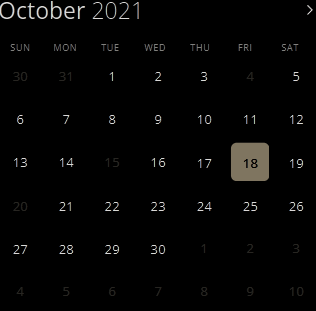 October 2021 >
SUN MON TUE WED THU FRI SAT
30 31 1 2 3 4 5
6 7 8 9 10 11 12
13 14 15 16 17 18 19
20 21 22 23 24 25 26
27 28 29 30 1 2 3
4 5 6 7 8 9 10